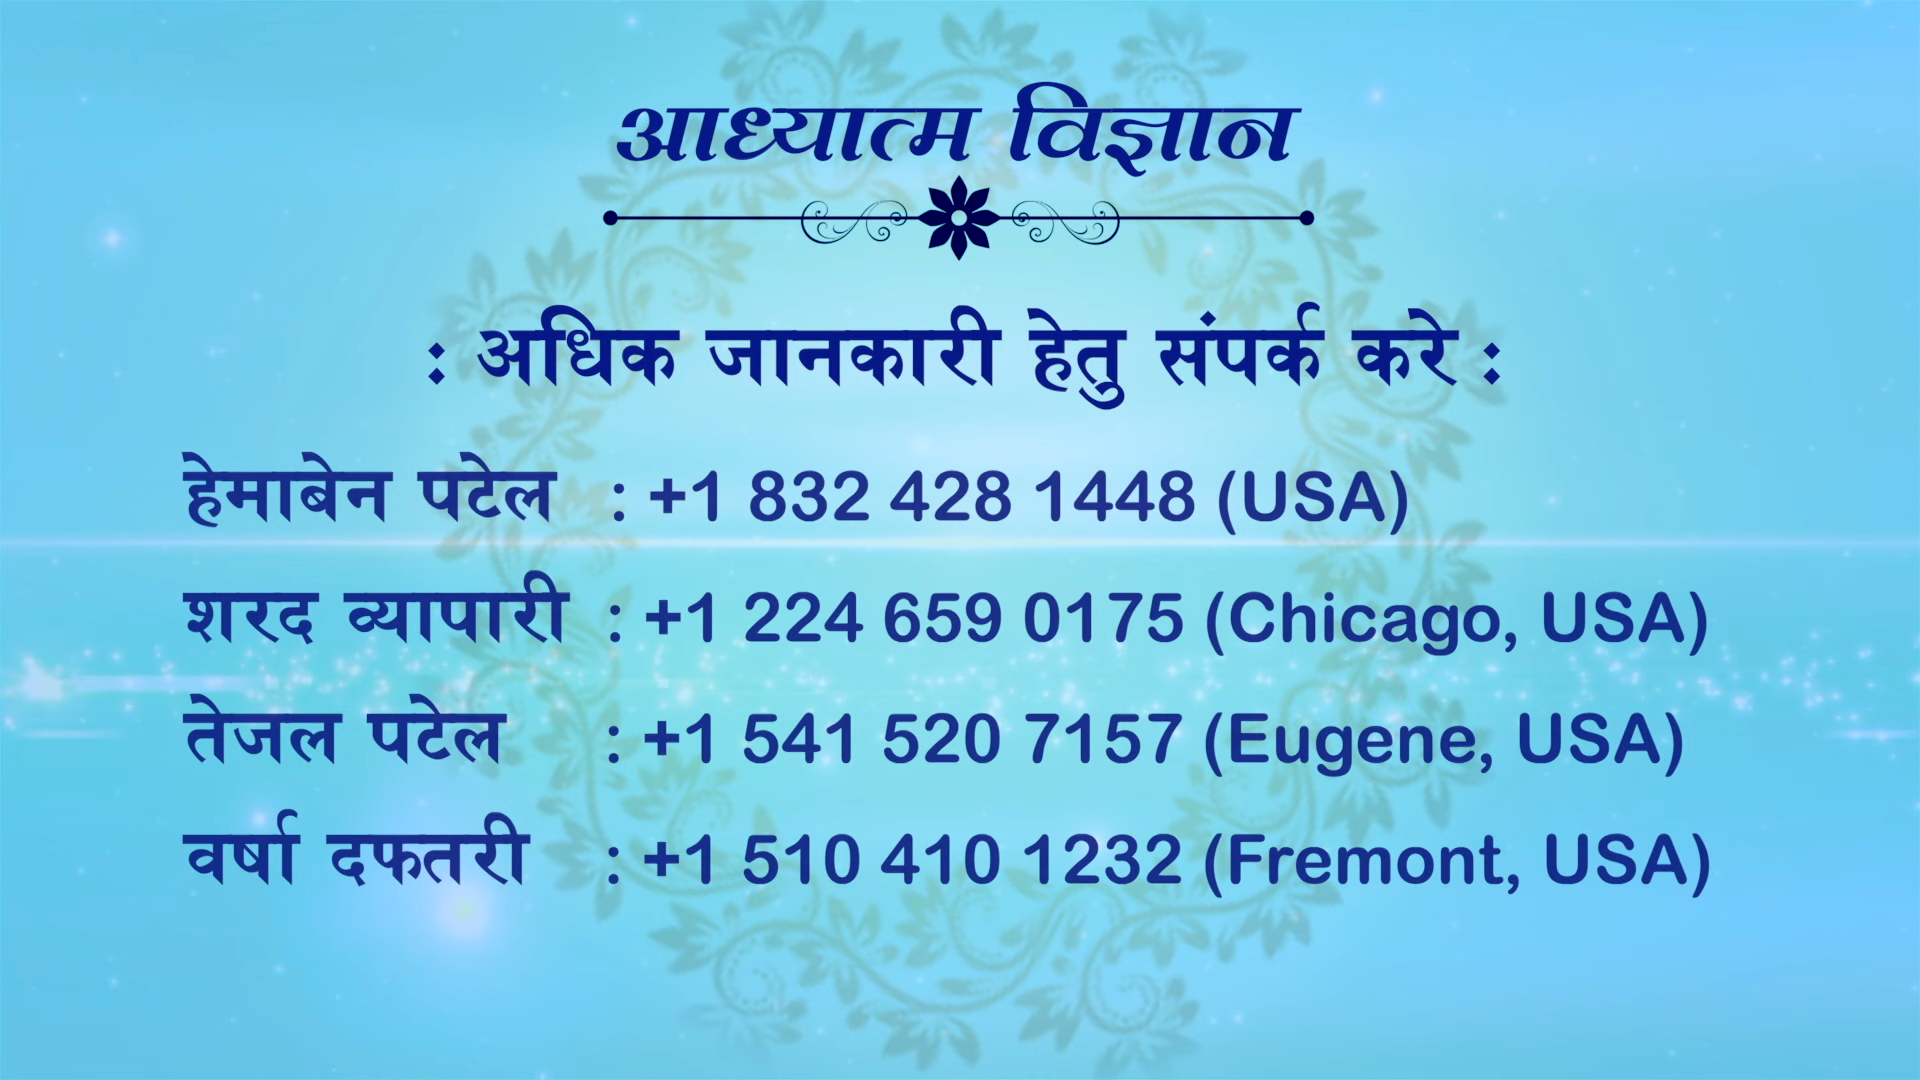 आध्यात्म विज्ञान
: अधिक जानकारी हेतु संपर्क करे :
हेमाबेन पटेल : +1 832 428 1448 (USA)
शरद व्यापारी : +1 224 659 0175 (Chicago, USA)
तेजल पटेल : +1 541 520 7157 (Eugene, USA)
वर्षा दफतरी : +1 510 410 1232 (Fremont, USA)